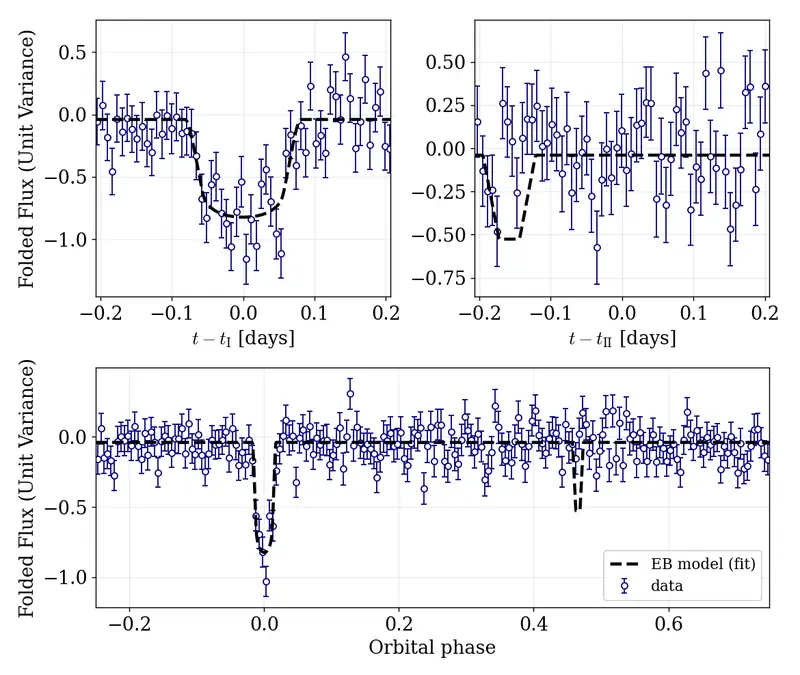 Folded Flux (Unit Variance)
0.5
0.0
−0.5
−1.0
−0.2 −0.1 0.0 0.1 0.2
t − tI [days]
0.50
0.25
0.00
−0.25
−0.50
−0.75
−0.2 −0.1 0.0 0.1 0.2
t − tII [days]
Folded Flux (Unit Variance)
0.0
−0.5
−1.0
EB model (fit)
data
−0.2 0.0 0.2 0.4 0.6
Orbital phase